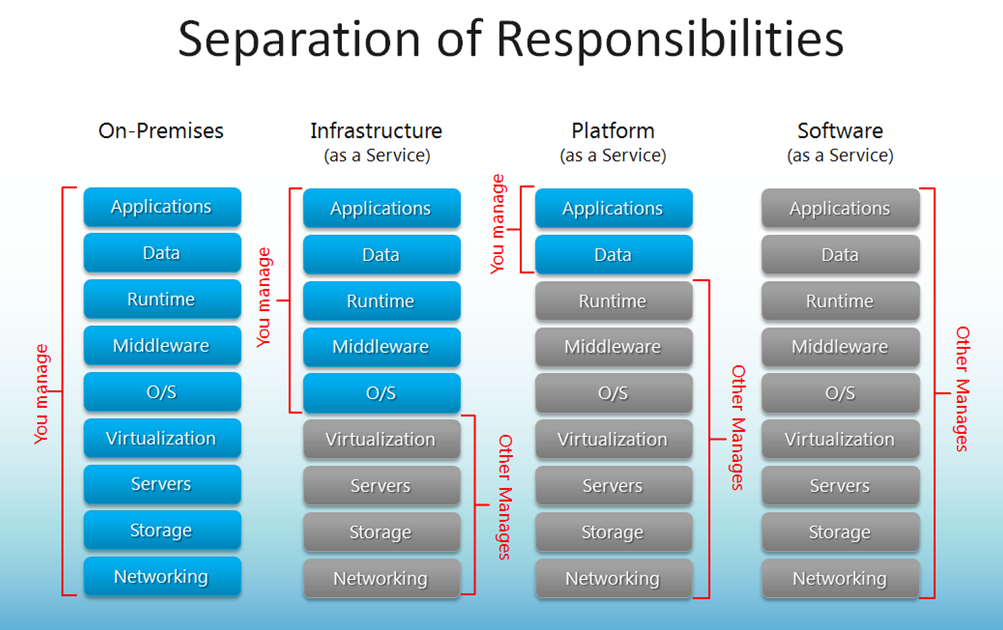 Separation of Responsibilities
On-Premises
You manage
Applications
Data
Runtime
Middleware
O/S
Virtualization
Servers
Storage
Networking
Infrastructure
(as a Service)
You manage
Applications
Data
Runtime
Middleware
O/S
Virtualization
Servers
Storage
Networking
Other Manages
Platform
(as a Service)
You manage
Applications
Data
Runtime
Middleware
O/S
Virtualization
Servers
Storage
Networking
Other Manages
Software
(as a Service)
Applications
Data
Runtime
Middleware
O/S
Virtualization
Servers
Storage
Networking
Other Manages